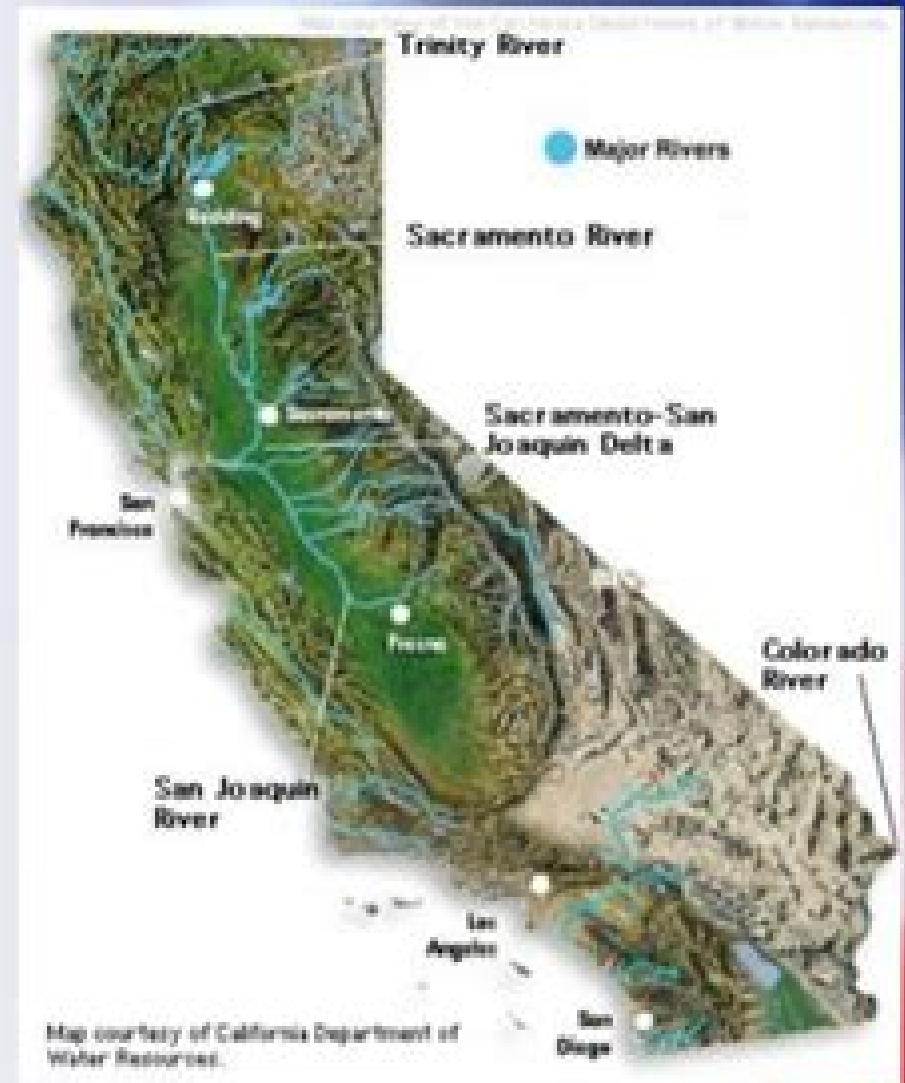 Trinity River
Major Rivers
Redding
Sacramento River
Sacramento
Sacramento-San
Joaquin Delta
San
Francisco
Fresno
Colorado
River
San Joaquin
River
Los
Angeles
San
Diego
Map courtesy of California Department of
Water Resources.